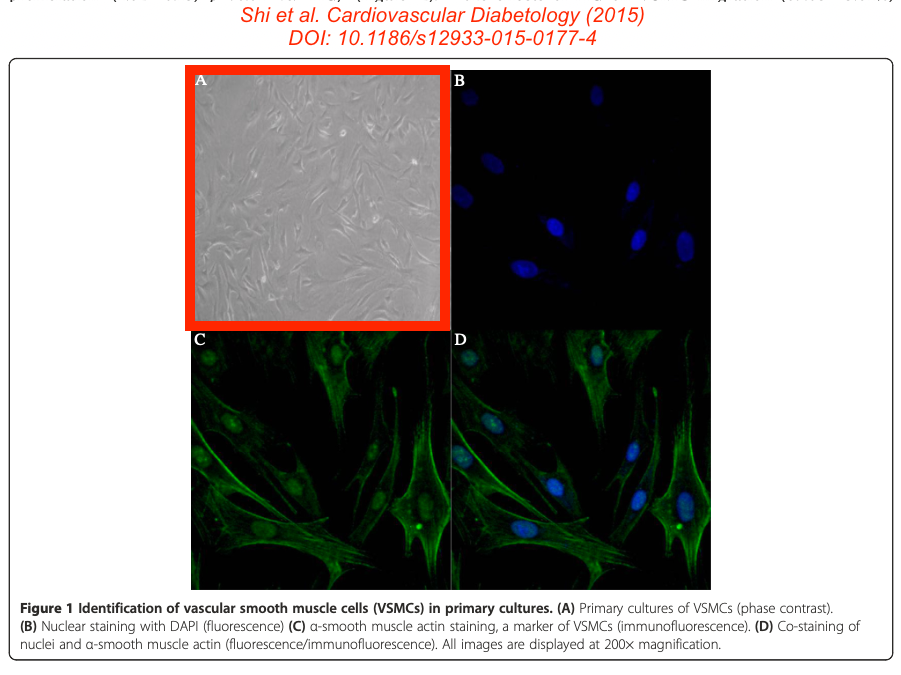 Shi et al. Cardiovascular Diabetology (2015)
DOI: 10.1186/s12933-015-0177-4
A
B
C
D
Figure 1 Identification of vascular smooth muscle cells (VSMCs) in primary cultures. (A) Primary cultures of VSMCs (phase contrast).
(B) Nuclear staining with DAPI (fluorescence) (C) α-smooth muscle actin staining, a marker of VSMCs (immunofluorescence). (D) Co-staining of
nuclei and α-smooth muscle actin (fluorescence/immunofluorescence). All images are displayed at 200× magnification.